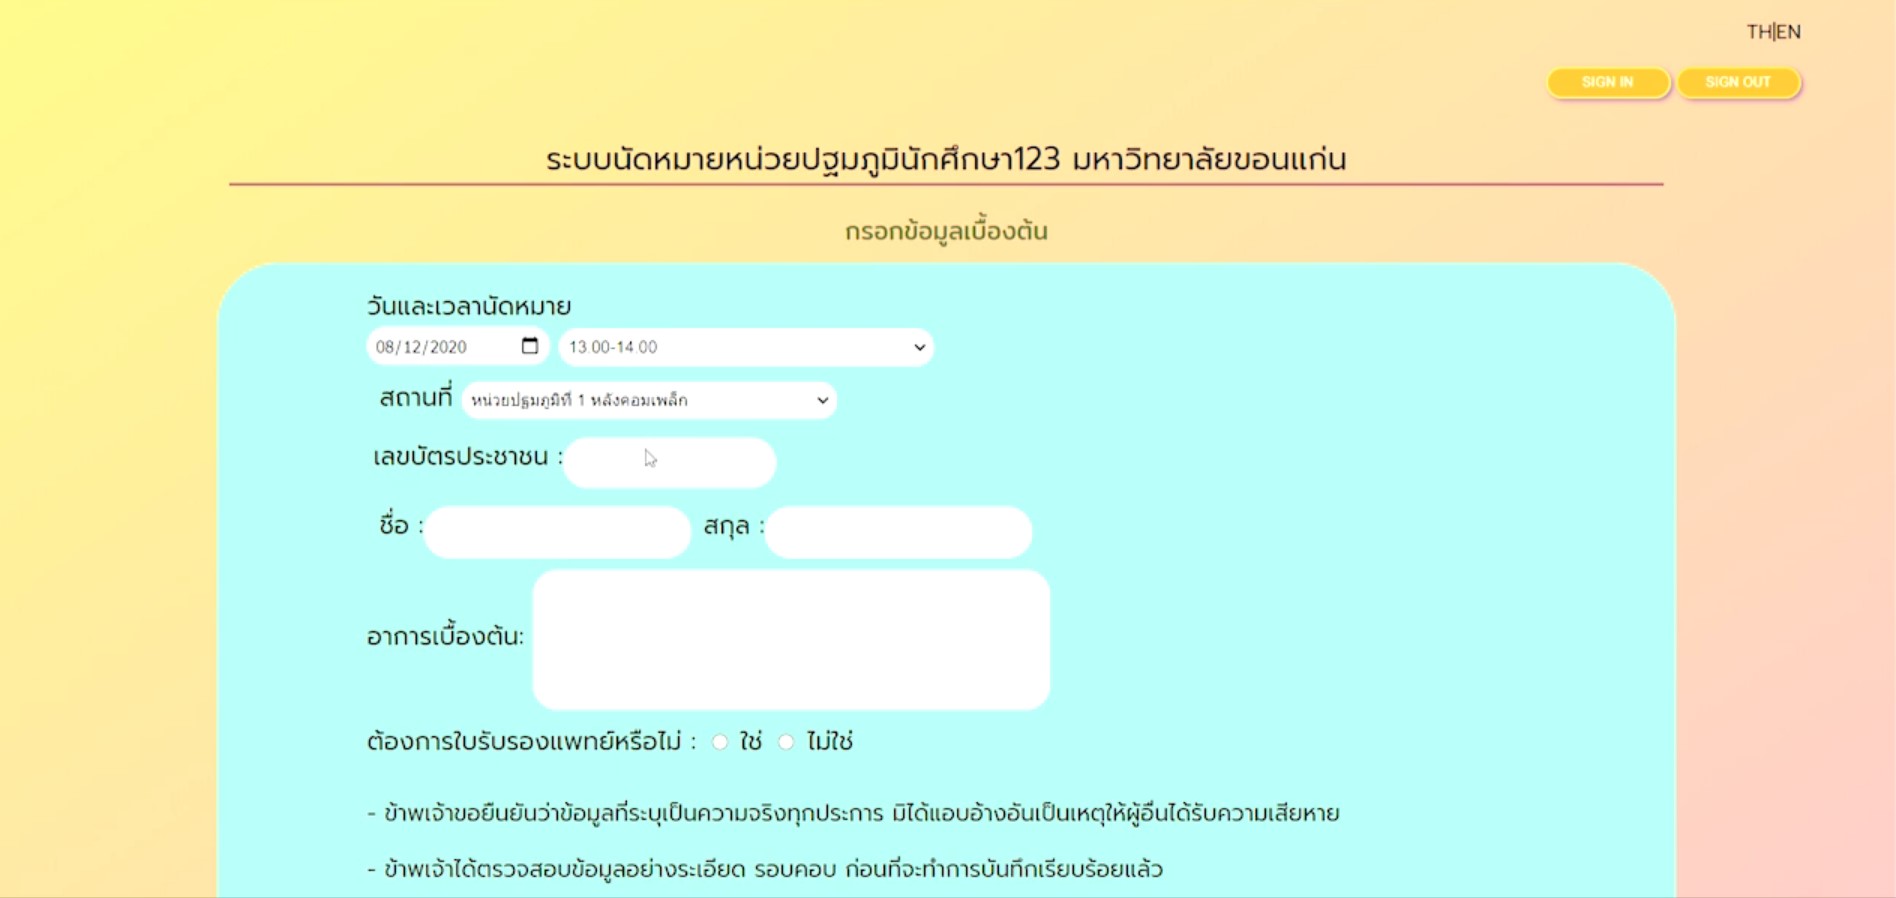 TH|EN
SIGN IN SIGN OUT
ระบบนัดหมายหน่วยปฐมภูมินักศึกษา123 มหาวิทยาลัยขอนแก่น
กรอกข้อมูลเบื้องต้น
วันและเวลานัดหมาย
08/12/2020 13.00-14.00
สถานที่ หน่วยปฐมภูมิที่ 1 หลังคอมเพล็ก
เลขบัตรประชาชน :
ชื่อ : สกุล :
อาการเบื้องต้น:
ต้องการใบรับรองแพทย์หรือไม่ : ใช่ ไม่ใช่
- ข้าพเจ้าขอยืนยันว่าข้อมูลที่ระบุเป็นความจริงทุกประการ มิได้แอบอ้างอันเป็นเหตุให้ผู้อื่นได้รับความเสียหาย
- ข้าพเจ้าได้ตรวจสอบข้อมูลอย่างระเอียด รอบคอบ ก่อนที่จะทำการบันทึกเรียบร้อยแล้ว